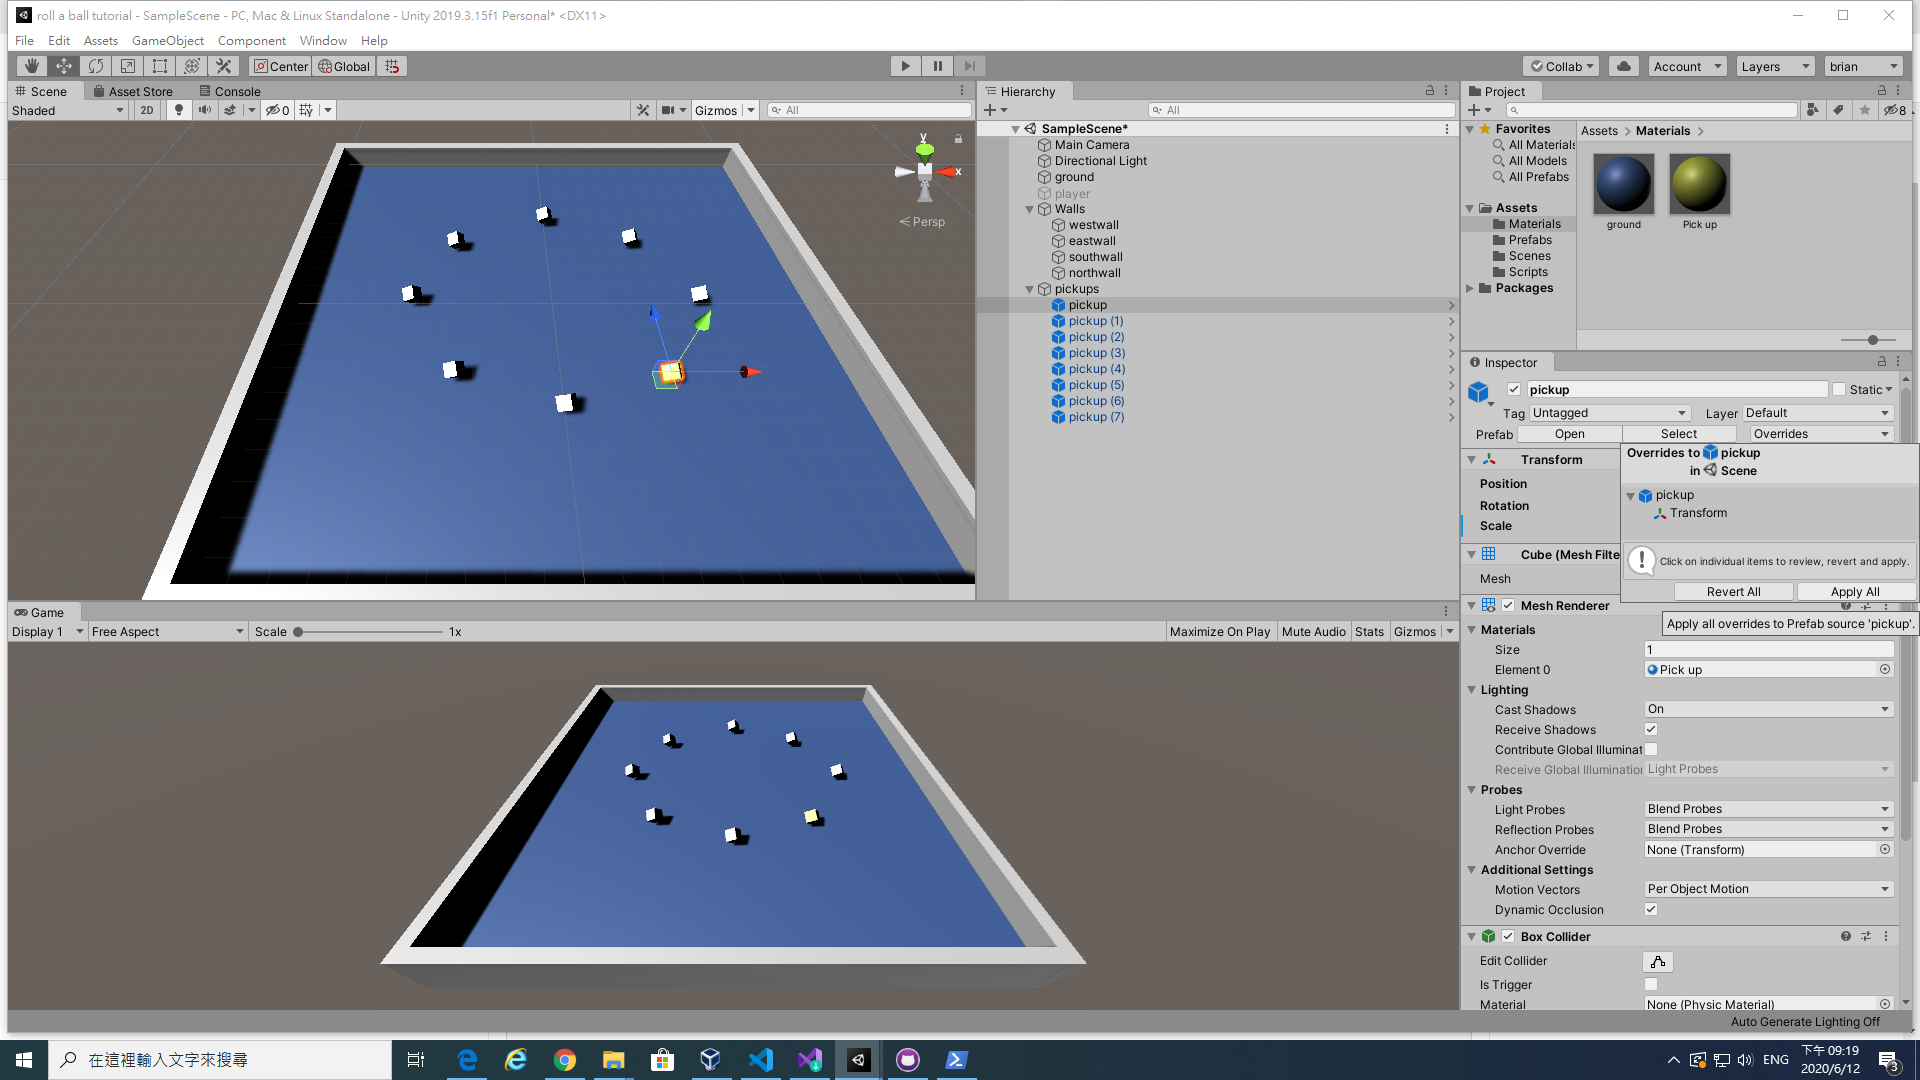 roll a ball tutorial - SampleScene - PC, Mac & Linux Standalone - Unity 2019.3.15f1 Personal* <DX11>
File Edit Assets GameObject Component Window Help
Center Global Collab Account Layers brian
Scene Asset Store Console
Shaded 2D 0 Gizmos All
y
x
Persp
Hierarchy
All
SampleScene*
Main Camera
Directional Light
ground
player
Walls
westwall
eastwall
southwall
northwall
pickups
pickup
pickup (1)
pickup (2)
pickup (3)
pickup (4)
pickup (5)
pickup (6)
pickup (7)
Project
8
Favorites
All Materials
All Models
All Prefabs
Assets
Materials
Prefabs
Scenes
Scripts
Packages
Assets > Materials >
ground
Pick up
Game
Display 1 Free Aspect Scale 1x Maximize On Play Mute Audio Stats Gizmos
Inspector
pickup Static
Tag Untagged Layer Default
Prefab Open Select Overrides
Overrides to pickup
in Scene
pickup
Transform
Click on individual items to review, revert and apply.
Revert All Apply All
Apply all overrides to Prefab source 'pickup'.
Transform
Position
Rotation
Scale
Cube (Mesh Filte
Mesh
Mesh Renderer
Materials
Size 1
Element 0 Pick up
Lighting
Cast Shadows On
Receive Shadows
Contribute Global Illuminat
Receive Global Illumination Light Probes
Probes
Light Probes Blend Probes
Reflection Probes Blend Probes
Anchor Override None (Transform)
Additional Settings
Motion Vectors Per Object Motion
Dynamic Occlusion
Box Collider
Edit Collider
Is Trigger
Material None (Physic Material)
Auto Generate Lighting Off
在這裡輸入文字來搜尋
ENG
下午 09:19
2020/6/12
3